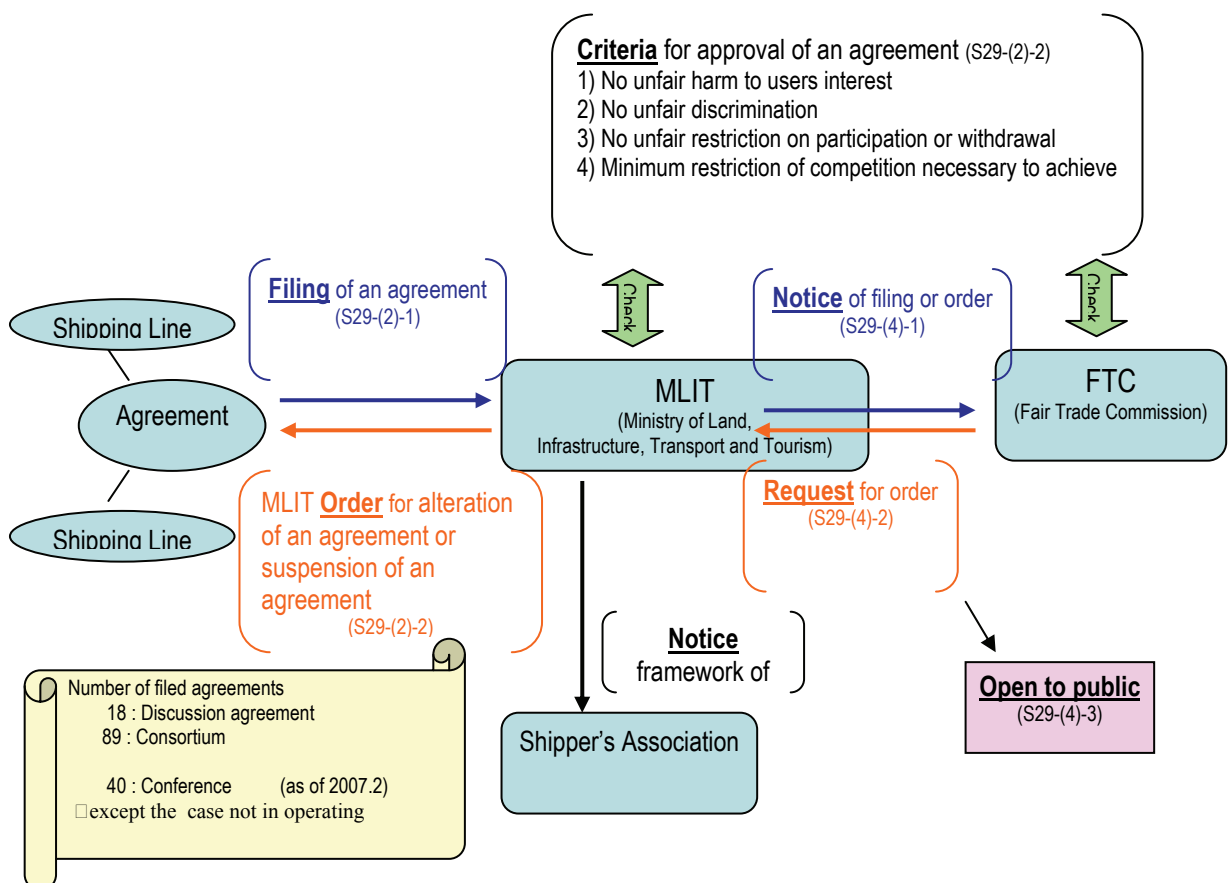 Criteria for approval of an agreement (S29-(2)-2)
1) No unfair harm to users interest
2) No unfair discrimination
3) No unfair restriction on participation or withdrawal
4) Minimum restriction of competition necessary to achieve
Filing of an agreement
(S29-(2)-1)
Check
Notice of filing or order
(S29-(4)-1)
Check
Shipping Line
Agreement
Shipping Line
MLIT
(Ministry of Land,
Infrastructure, Transport and Tourism)
FTC
(Fair Trade Commission)
MLIT Order for alteration
of an agreement or
suspension of an
agreement
(S29-(2)-2)
Request for order
(S29-(4)-2)
Notice
framework of
Open to public
(S29-(4)-3)
Shipper’s Association
Number of filed agreements
18 : Discussion agreement
89 : Consortium
40 : Conference (as of 2007.2)
□except the case not in operating